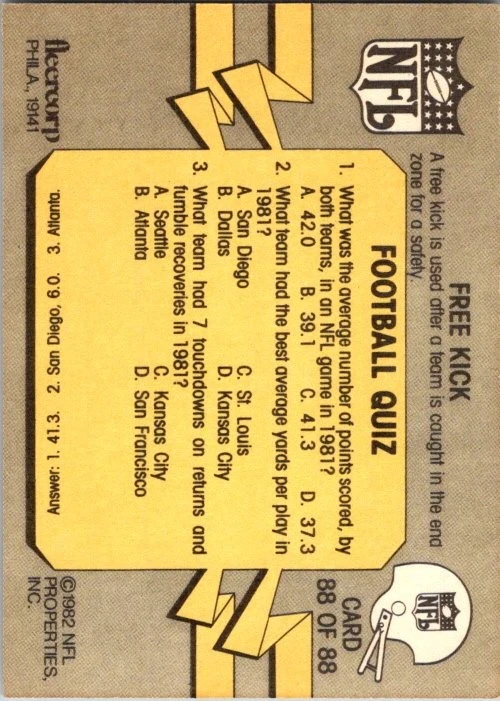 NFL
FREE KICK
A free kick is used after a team is caught in the end
zone for a safety.
NFL
CARD
88 OF 88
FOOTBALL QUIZ
1. What was the average number of points scored, by
both teams, in an NFL game in 1981?
A. 42.0 B. 39.1 C. 41.3 D. 37.3
2. What team had the best average yards per play in
1981?
A. San Diego C. St. Louis
B. Dallas D. Kansas City
3. What team had 7 touchdowns on returns and
fumble recoveries in 1981?
A. Seattle C. Kansas City
B. Atlanta D. San Francisco
Answer: 1. 41.3. 2. San Diego, 6.0. 3. Atlanta.
fleercorp
PHILA., 19141
©1982 NFL
PROPERTIES,
INC.